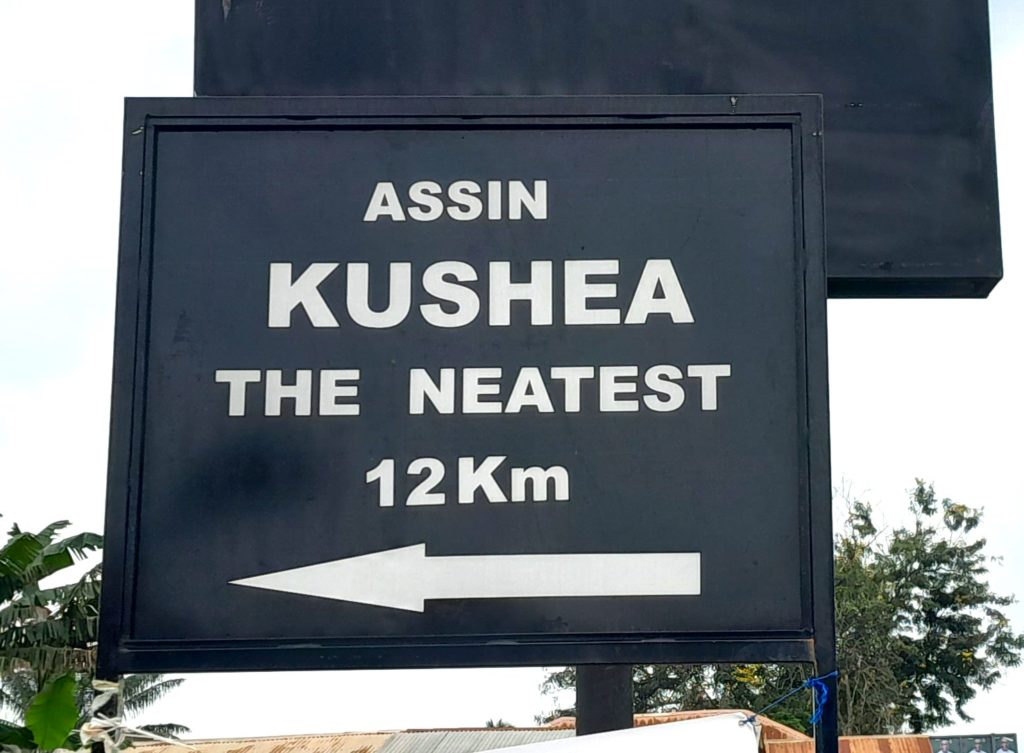 ASSIN
KUSHEA
THE NEATEST
12Km